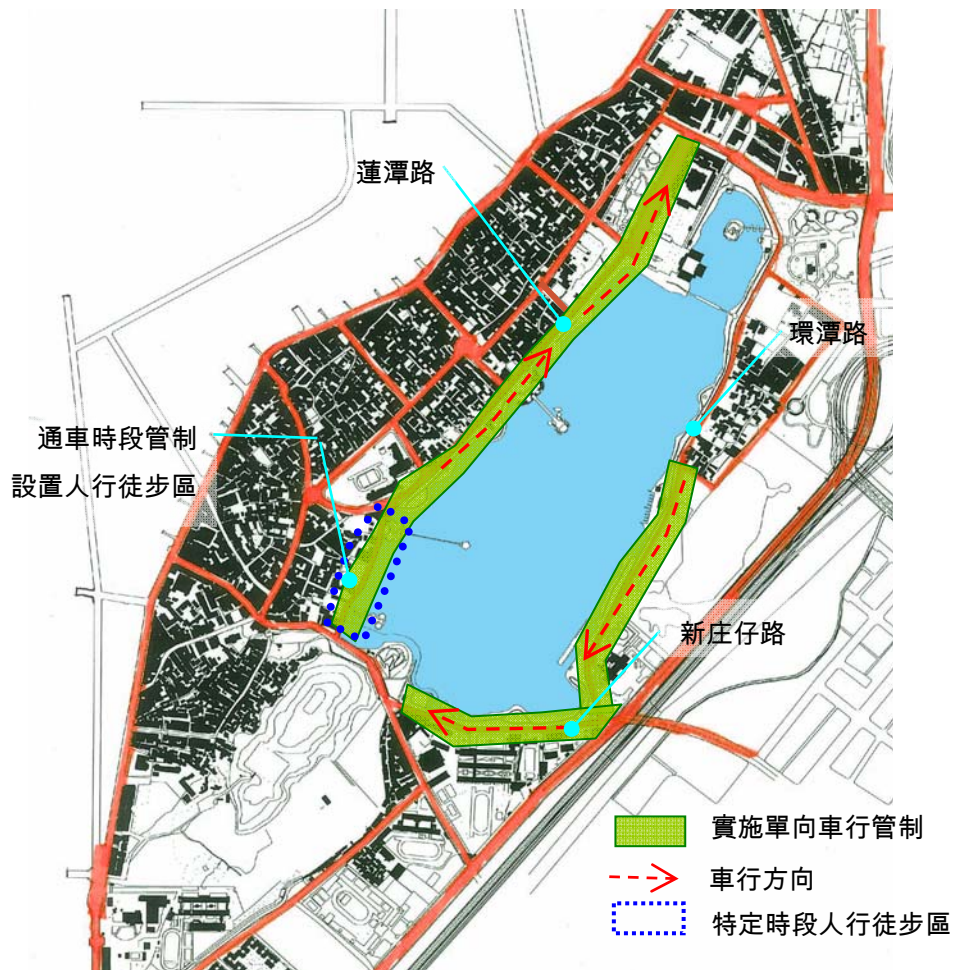 蓮潭路
環潭路
通車時段管制
設置人行徒步區
新庄仔路
實施單向車行管制
車行方向
特定時段人行徒步區